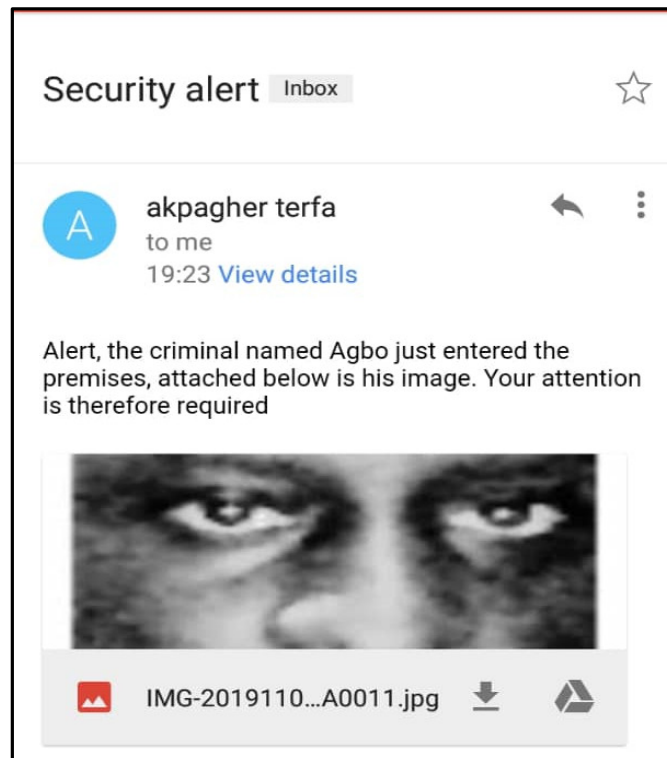 Security alert Inbox
A
akpagher terfa
to me
19:23 View details
Alert, the criminal named Agbo just entered the
premises, attached below is his image. Your attention
is therefore required
IMG-2019110...A0011.jpg